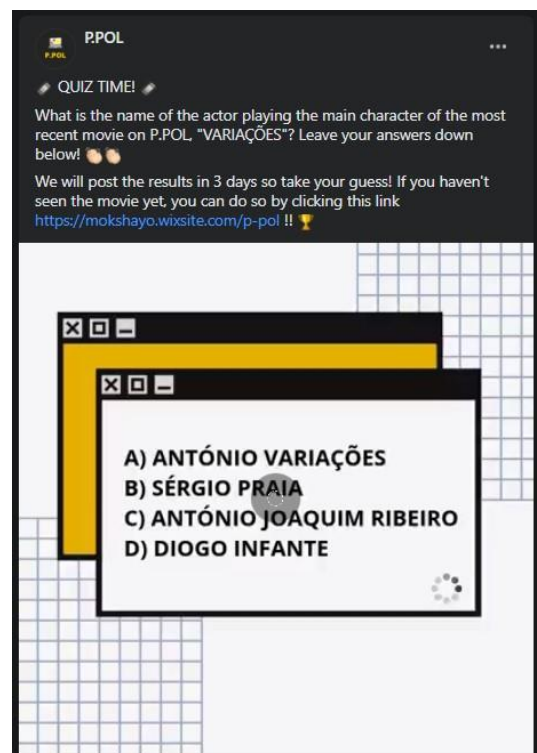 P.POL
P.POL
QUIZ TIME!
What is the name of the actor playing the main character of the most
recent movie on P.POL, "VARIAÇÕES"? Leave your answers down
below!
We will post the results in 3 days so take your guess! If you haven't
seen the movie yet, you can do so by clicking this link
https://mokshayo.wixsite.com/p-pol !!
A) ANTÓNIO VARIAÇÕES
B) SÉRGIO PRAIA
C) ANTÓNIO JOAQUIM RIBEIRO
D) DIOGO INFANTE